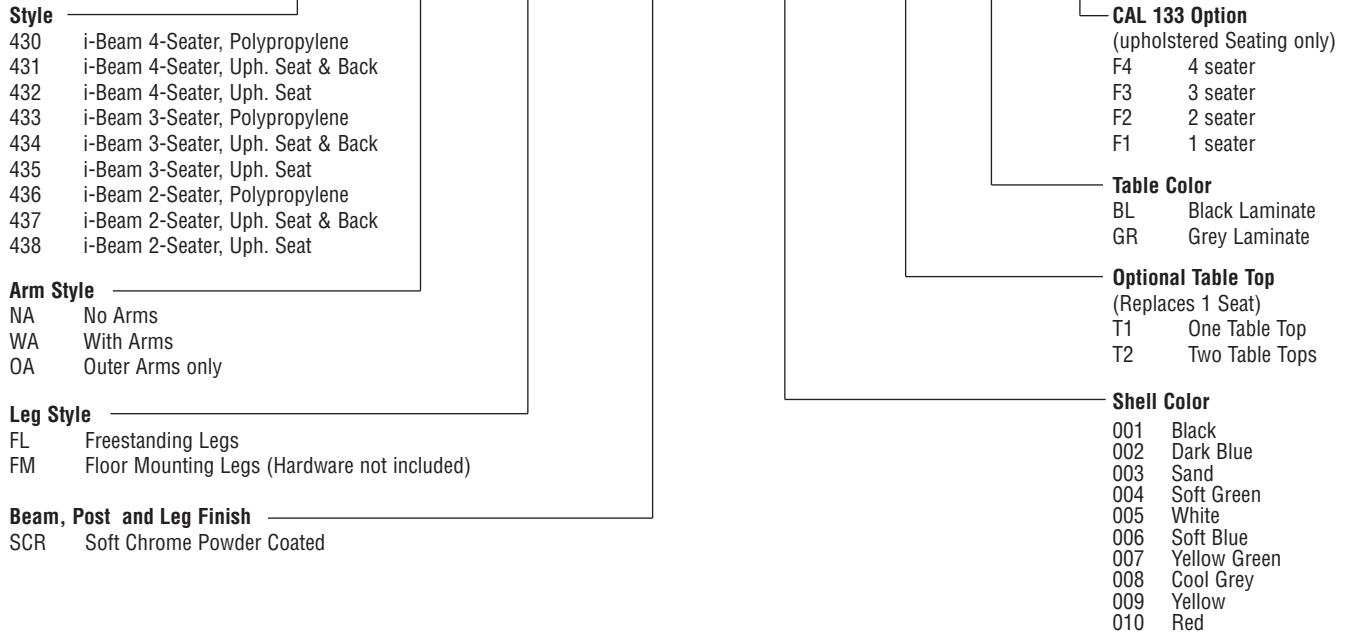 Style
430 i-Beam 4-Seater, Polypropylene
431 i-Beam 4-Seater, Uph. Seat & Back
432 i-Beam 4-Seater, Uph. Seat
433 i-Beam 3-Seater, Polypropylene
434 i-Beam 3-Seater, Uph. Seat & Back
435 i-Beam 3-Seater, Uph. Seat
436 i-Beam 2-Seater, Polypropylene
437 i-Beam 2-Seater, Uph. Seat & Back
438 i-Beam 2-Seater, Uph. Seat
Arm Style
NA No Arms
WA With Arms
OA Outer Arms only
Leg Style
FL Freestanding Legs
FM Floor Mounting Legs (Hardware not included)
Beam, Post and Leg Finish
SCR Soft Chrome Powder Coated
CAL 133 Option
(upholstered Seating only)
F4 4 seater
F3 3 seater
F2 2 seater
F1 1 seater
Table Color
BL Black Laminate
GR Grey Laminate
Optional Table Top
(Replaces 1 Seat)
T1 One Table Top
T2 Two Table Tops
Shell Color
001 Black
002 Dark Blue
003 Sand
004 Soft Green
005 White
006 Soft Blue
007 Yellow Green
008 Cool Grey
009 Yellow
010 Red